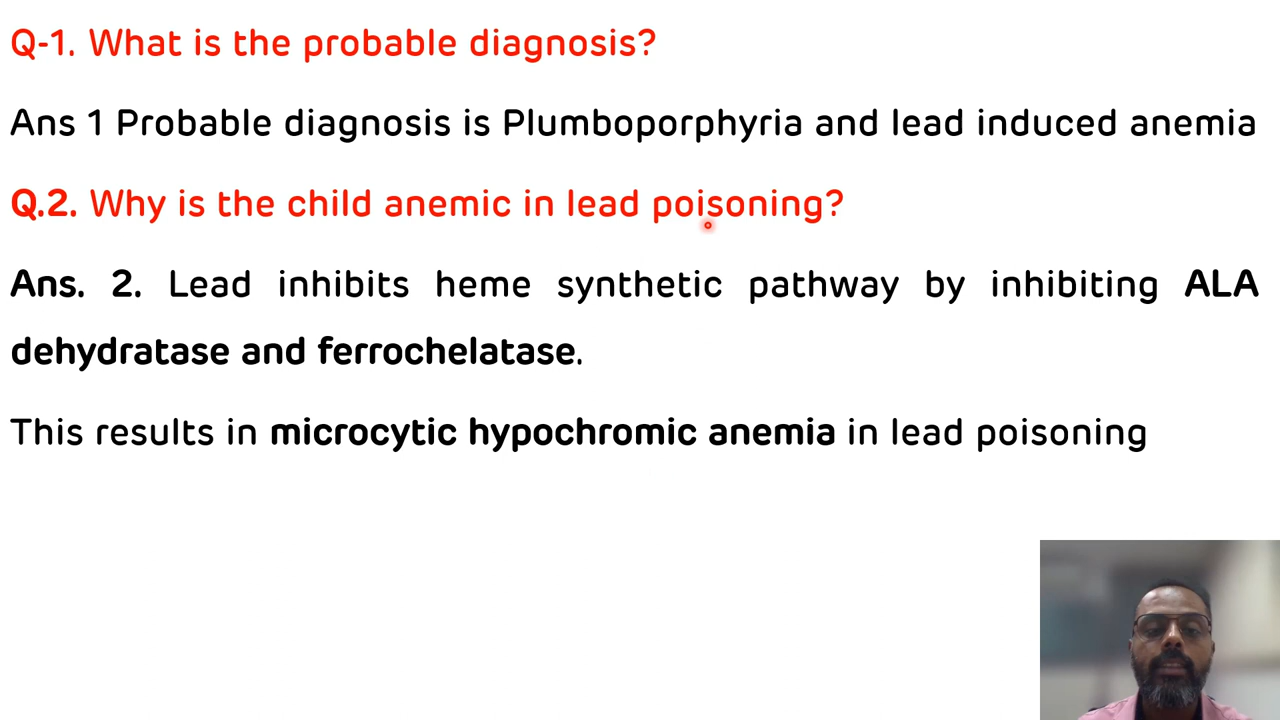 Q-1. What is the probable diagnosis?
Ans 1 Probable diagnosis is Plumboporphyria and lead induced anemia
Q.2. Why is the child anemic in lead poisoning?
Ans. 2. Lead inhibits heme synthetic pathway by inhibiting ALA
dehydratase and ferrochelatase.
This results in microcytic hypochromic anemia in lead poisoning